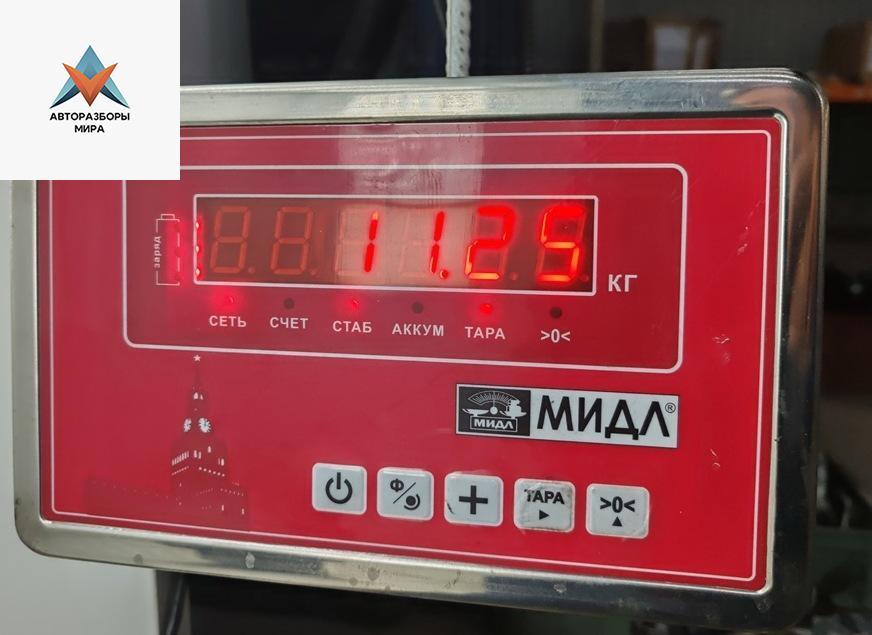 АВТОРАЗБОРЫ
МИРА
заряд
11.25
КГ
СЕТЬ СЧЕТ СТАБ АККУМ ТАРА >0<
МИДЛ МИДЛ®
Ф
ТАРА >0<